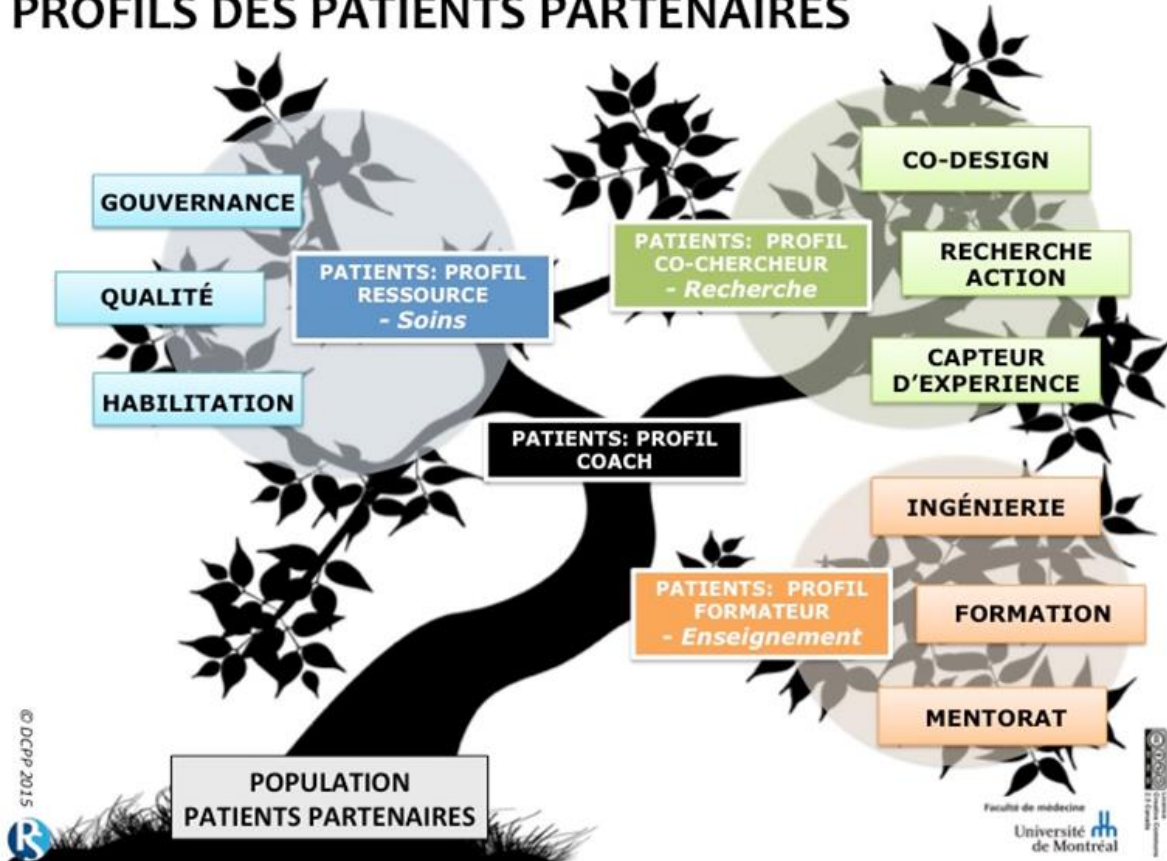 PROFILS DES PATIENTS PARTENAIRES
GOUVERNANCE
QUALITÉ
HABILITATION
PATIENTS: PROFIL
RESSOURCE
- Soins
PATIENTS: PROFIL
CO-CHERCHEUR
- Recherche
CO-DESIGN
RECHERCHE
ACTION
CAPTEUR
D'EXPERIENCE
PATIENTS: PROFIL
COACH
PATIENTS: PROFIL
FORMATEUR
- Enseignement
INGÉNIERIE
FORMATION
MENTORAT
POPULATION
PATIENTS PARTENAIRES
© DCPP 2015
Faculté de médecine
Université
de Montréal